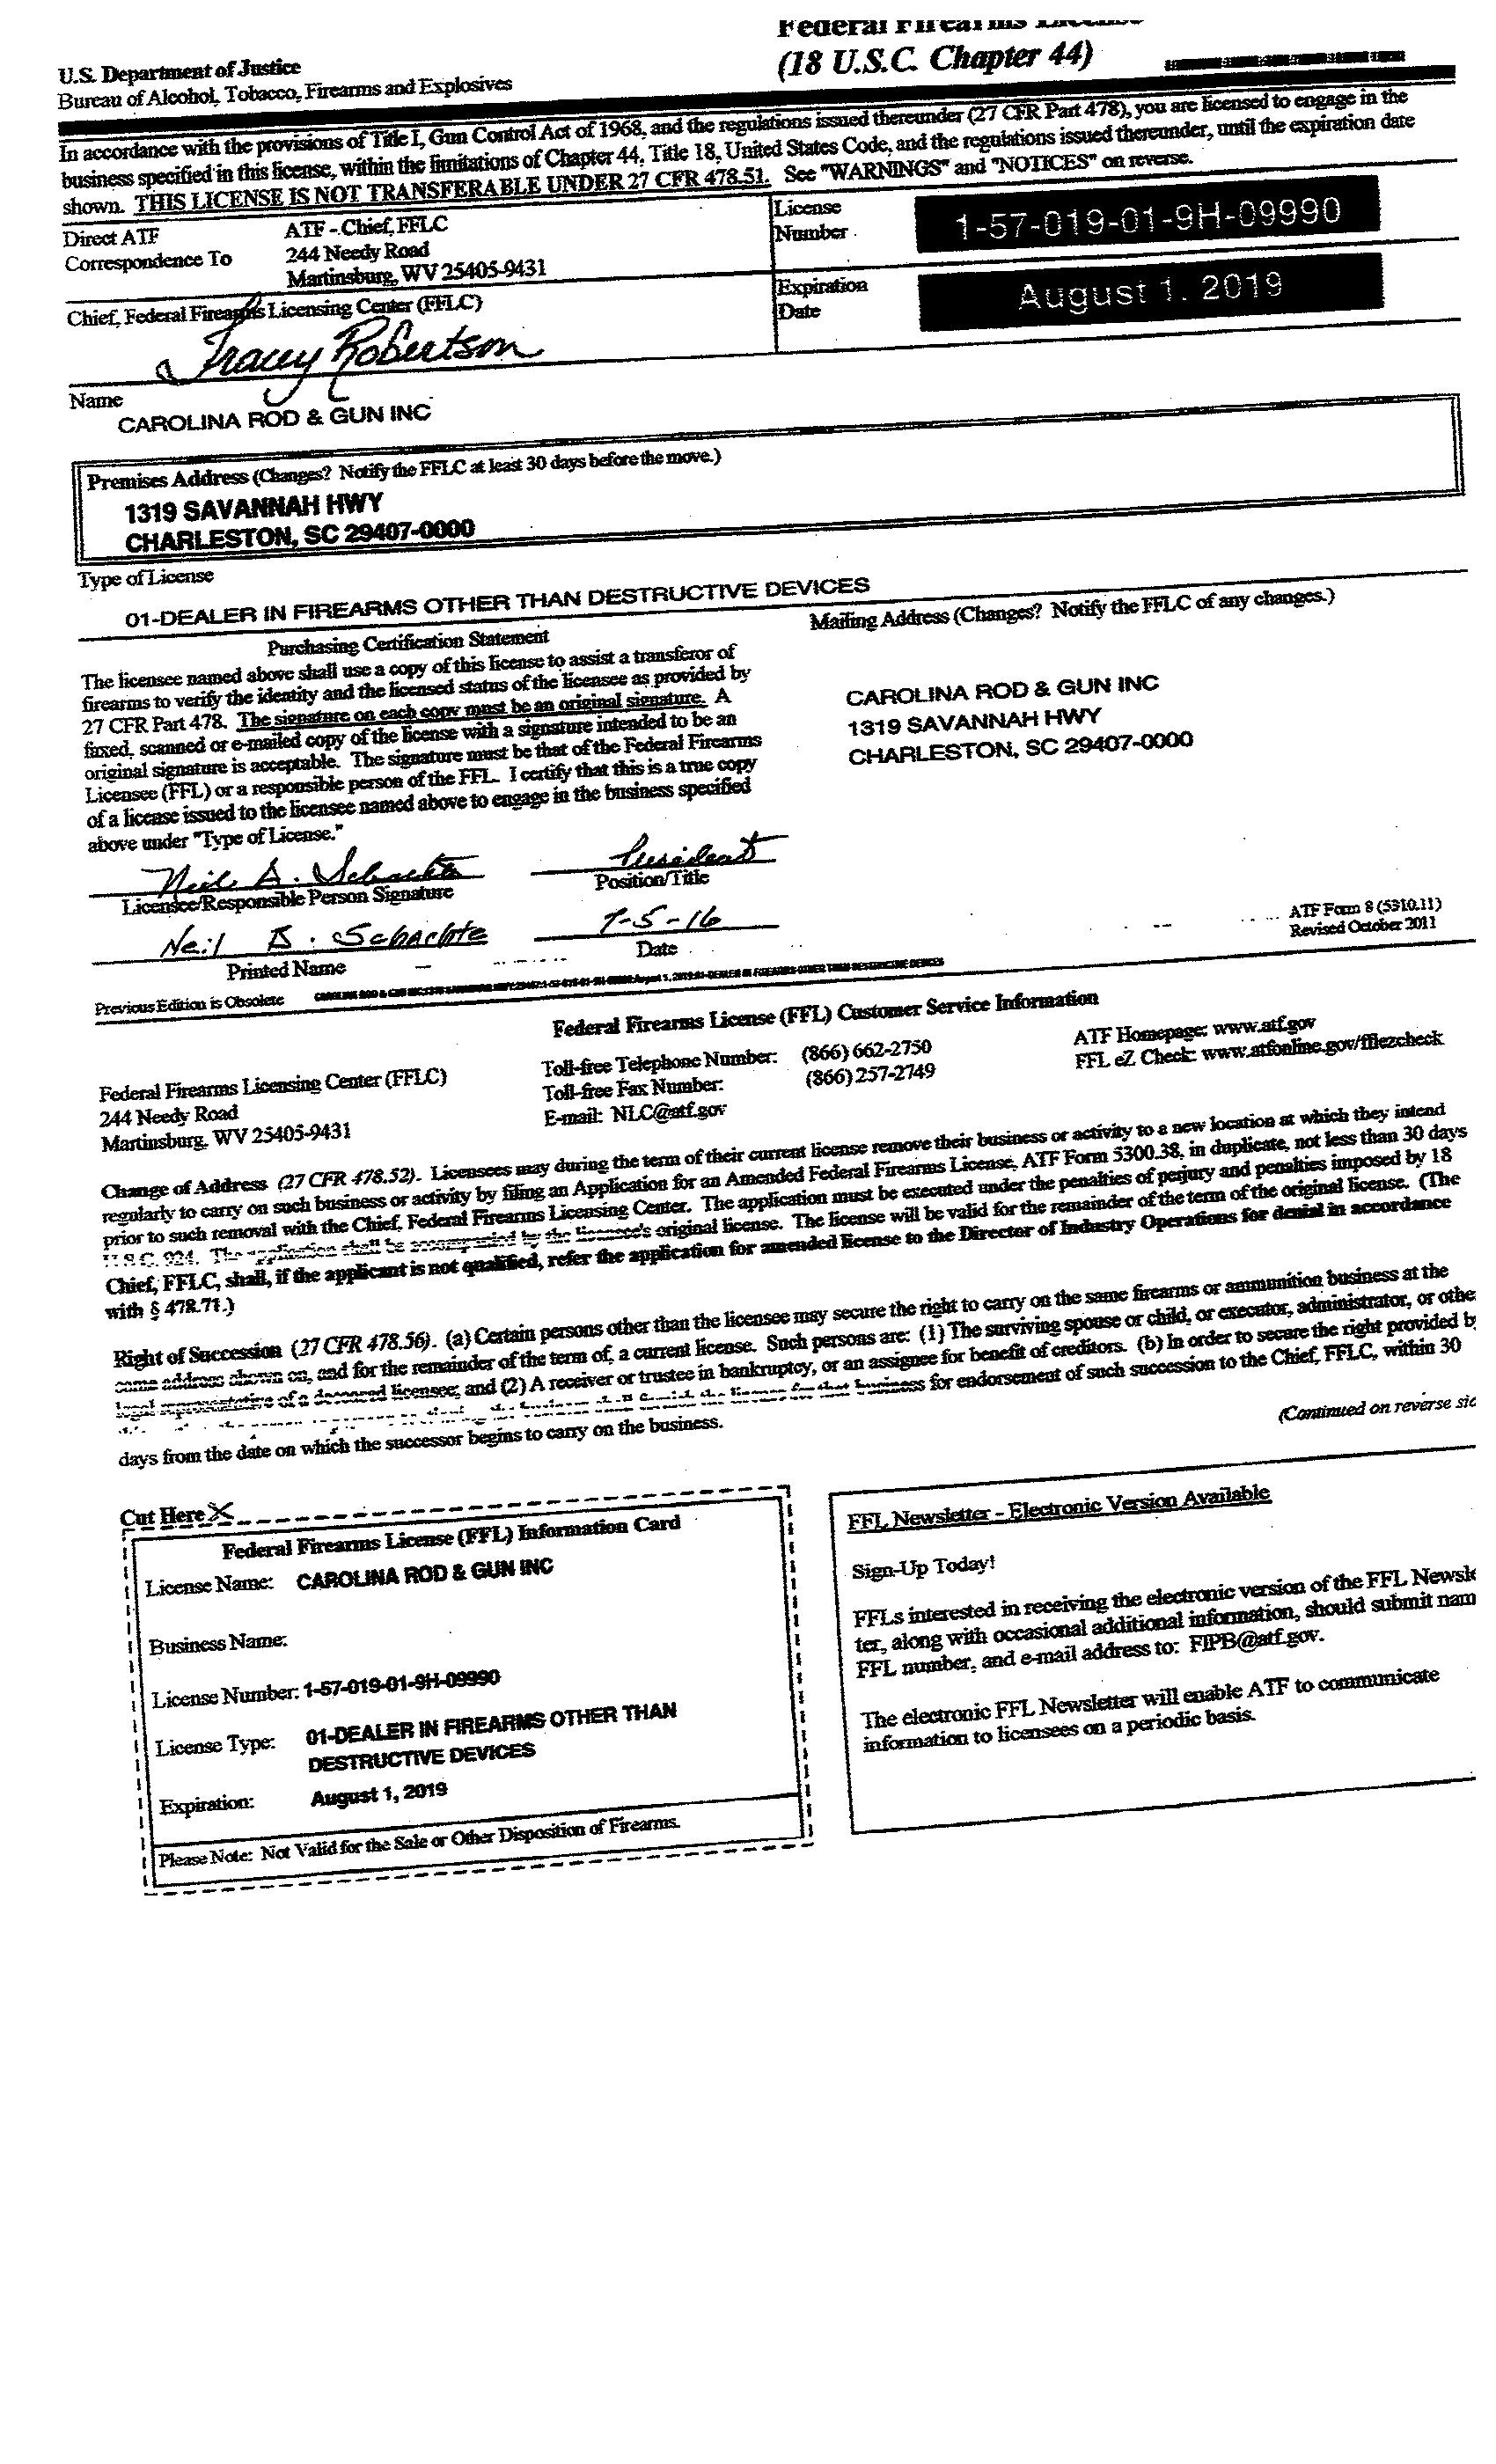 Federal Firearms License
(18 U.S.C. Chapter 44)
U.S. Department of Justice
Bureau of Alcohol, Tobacco, Firearms and Explosives
In accordance with the provisions of Title I, Gun Control Act of 1968, and the regulations issued thereunder (27 CFR Part 478), you are licensed to engage in the
business specified in this license, within the limitations of Chapter 44, Title 18, United States Code, and the regulations issued thereunder, until the expiration date
shown. THIS LICENSE IS NOT TRANSFERABLE UNDER 27 CFR 478.51. See "WARNINGS" and "NOTICES" on reverse.
Direct ATF
Correspondence To
ATF - Chief, FFLC
244 Needy Road
Martinsburg, WV 25405-9431
License
Number
1-57-019-01-9H-09990
Chief, Federal Firearms Licensing Center (FFLC)
Tracey Robertson
Expiration
Date
August 1, 2019
Name
CAROLINA ROD & GUN INC
Premises Address (Changes? Notify the FFLC at least 30 days before the move.)
1319 SAVANNAH HWY
CHARLESTON, SC 29407-0000
Type of License
01-DEALER IN FIREARMS OTHER THAN DESTRUCTIVE DEVICES
Purchasing Certification Statement
The licensee named above shall use a copy of this license to assist a transferor of
firearms to verify the identity and the licensed status of the licensee as provided by
27 CFR Part 478. The signature on each copy must be an original signature. A
faxed, scanned or e-mailed copy of the license with a signature intended to be an
original signature is acceptable. The signature must be that of the Federal Firearms
Licensee (FFL) or a responsible person of the FFL. I certify that this is a true copy
of a license issued to the licensee named above to engage in the business specified
above under "Type of License."
Mailing Address (Changes? Notify the FFLC of any changes.)
CAROLINA ROD & GUN INC
1319 SAVANNAH HWY
CHARLESTON, SC 29407-0000
President
Licensee/Responsible Person Signature
Position/Title
Neil B. Schachte
7-5-16
Printed Name
Date
ATF Form 8 (5310.11)
Revised October 2011
Previous Edition is Obsolete
Federal Firearms License (FFL) Customer Service Information
Federal Firearms Licensing Center (FFLC)
244 Needy Road
Martinsburg, WV 25405-9431
Toll-free Telephone Number: (866) 662-2750
Toll-free Fax Number: (866) 257-2749
E-mail: NLC@atf.gov
ATF Homepage: www.atf.gov
FFL eZ Check: www.atfonline.gov/fflezcheck
Change of Address (27 CFR 478.52). Licensees may during the term of their current license remove their business or activity to a new location at which they intend
regularly to carry on such business or activity by filing an Application for an Amended Federal Firearms License, ATF Form 5300.38, in duplicate, not less than 30 days
prior to such removal with the Chief, Federal Firearms Licensing Center. The application must be executed under the penalties of perjury and penalties imposed by 18
U.S.C. 924. The application shall be accompanied by the licensee's original license. The license will be valid for the remainder of the term of the original license. (The
Chief, FFLC, shall, if the applicant is not qualified, refer the application for amended license to the Director of Industry Operations for denial in accordance
with § 478.71.)
Right of Succession (27 CFR 478.56). (a) Certain persons other than the licensee may secure the right to carry on the same firearms or ammunition business at the
same address shown on, and for the remainder of the term of, a current license. Such persons are: (1) The surviving spouse or child, or executor, administrator, or othe
legal representative of a deceased licensee; and (2) A receiver or trustee in bankruptcy, or an assignee for benefit of creditors. (b) In order to secure the right provided b
the business shall furnish the license for that business for endorsement of such succession to the Chief, FFLC, within 30
days from the date on which the successor begins to carry on the business.
(Continued on reverse sid
Cut Here
Federal Firearms License (FFL) Information Card
License Name: CAROLINA ROD & GUN INC
Business Name:
License Number: 1-57-019-01-9H-09990
License Type: 01-DEALER IN FIREARMS OTHER THAN
DESTRUCTIVE DEVICES
Expiration: August 1, 2019
Please Note: Not Valid for the Sale or Other Disposition of Firearms.
FFL Newsletter - Electronic Version Available
Sign-Up Today!
FFLs interested in receiving the electronic version of the FFL Newsle
ter, along with occasional additional information, should submit nam
FFL number, and e-mail address to: FIPB@atf.gov.
The electronic FFL Newsletter will enable ATF to communicate
information to licensees on a periodic basis.